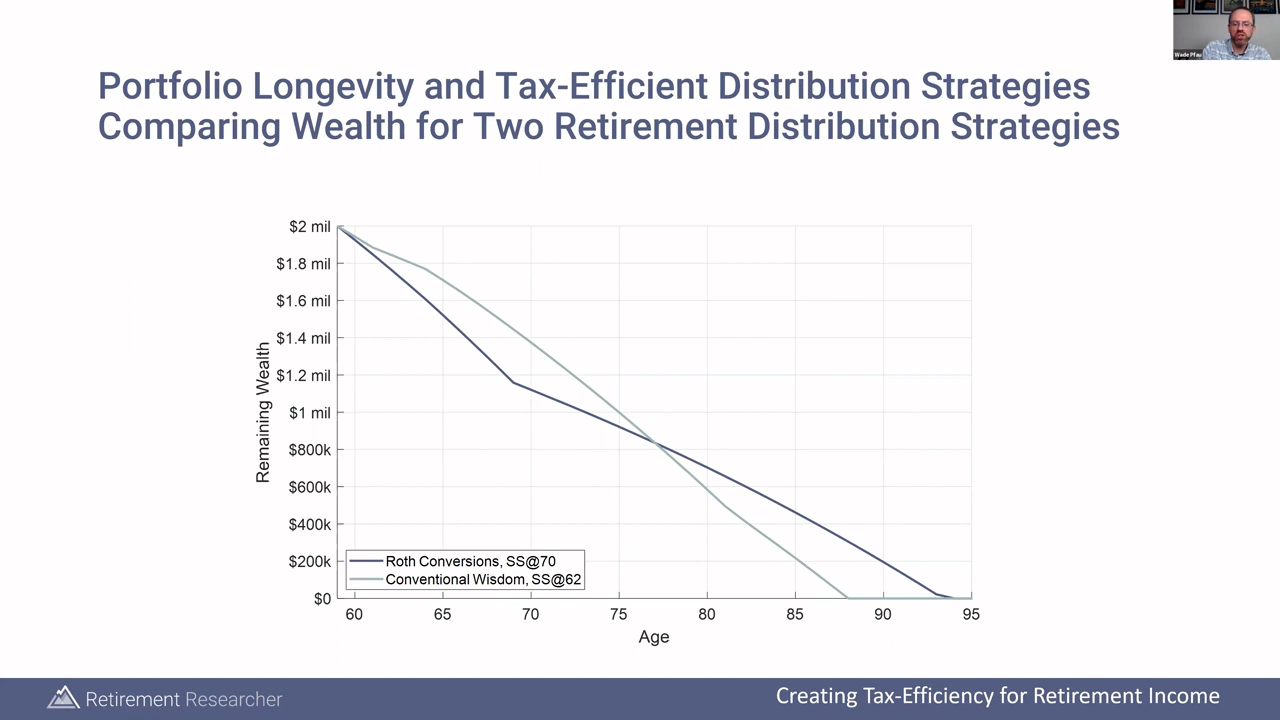 Wade Pfau
Portfolio Longevity and Tax-Efficient Distribution Strategies
Comparing Wealth for Two Retirement Distribution Strategies
$2 mil
$1.8 mil
$1.6 mil
$1.4 mil
$1.2 mil
$1 mil
$800k
$600k
$400k
$200k
$0
Remaining Wealth
Roth Conversions, SS@70
Conventional Wisdom, SS@62
60 65 70 75 80 85 90 95
Age
Retirement Researcher
Creating Tax-Efficiency for Retirement Income